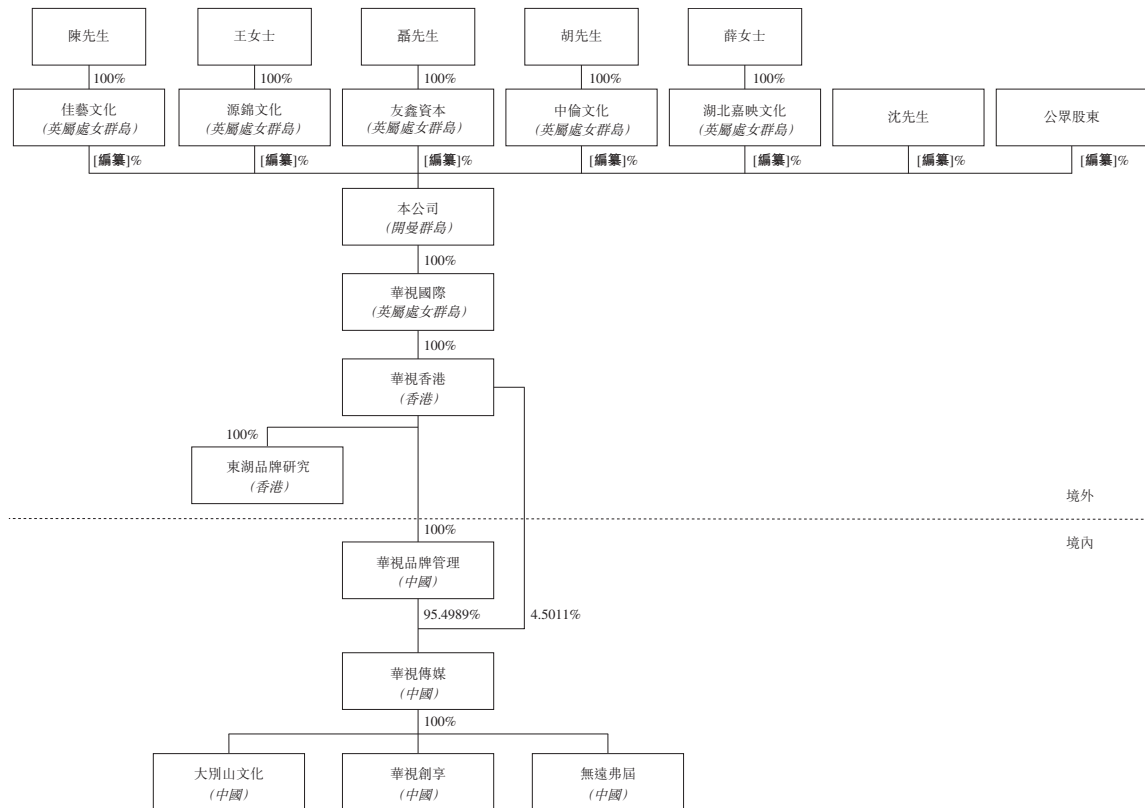 陳先生
王女士
聶先生
胡先生
薛女士
100%
100%
100%
100%
100%
佳藝文化
(英屬處女群島)
源錦文化
(英屬處女群島)
友鑫資本
(英屬處女群島)
中倫文化
(英屬處女群島)
湖北嘉映文化
(英屬處女群島)
沈先生
公眾股東
[編纂]%
[編纂]%
[編纂]%
[編纂]%
[編纂]%
[編纂]%
[編纂]%
本公司
(開曼群島)
100%
華視國際
(英屬處女群島)
100%
華視香港
(香港)
100%
東湖品牌研究
(香港)
境外
境內
100%
華視品牌管理
(中國)
95.4989%
4.5011%
華視傳媒
(中國)
100%
大別山文化
(中國)
華視創享
(中國)
無遠弗屆
(中國)